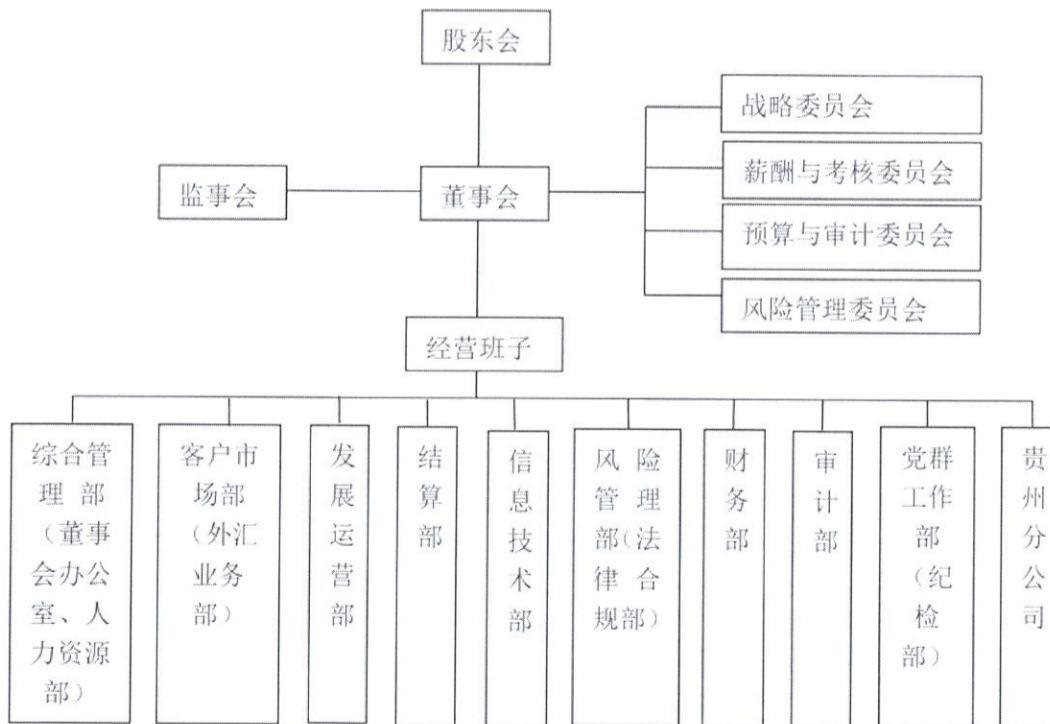 股东会
战略委员会
薪酬与考核委员会
监事会
董事会
预算与审计委员会
风险管理委员会
经营班子
综合管
理部
（董事
会办公
室、人
力资源
部）
客户市
场部
（外汇
业务
部）
发
展
运
营
部
结
算
部
信
息
技
术
部
风险
管理
部（法
律合
规部）
财
务
部
审
计
部
党群
工作
部
（纪
检
部）
贵
州
分
公
司